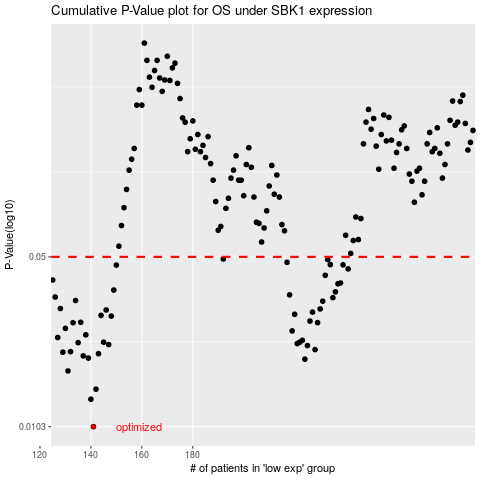 Cumulative P-Value plot for OS under SBK1 expression
P-Value(log10)
0.05
0.0103
optimized
120 140 160 180
# of patients in 'low exp' group